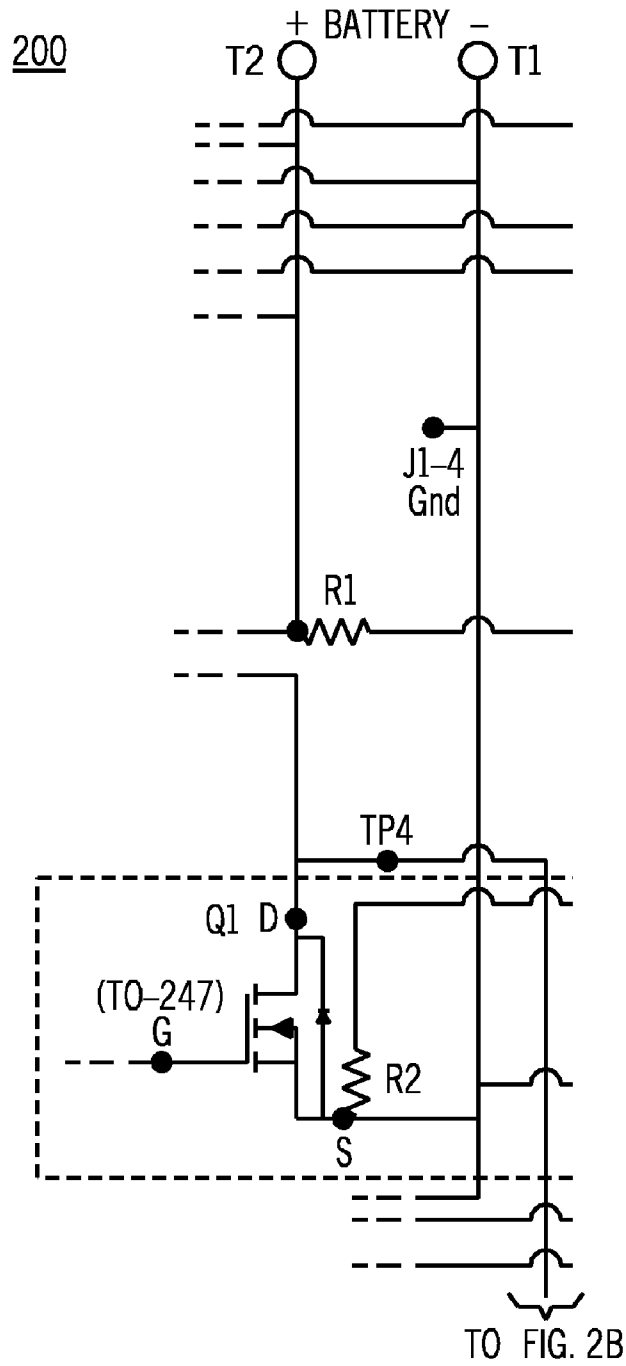 + BATTERY −
200
T2
T1
J1–4
Gnd
R1
TP4
Q1 D
(TO–247)
G
R2
S
TO FIG. 2B